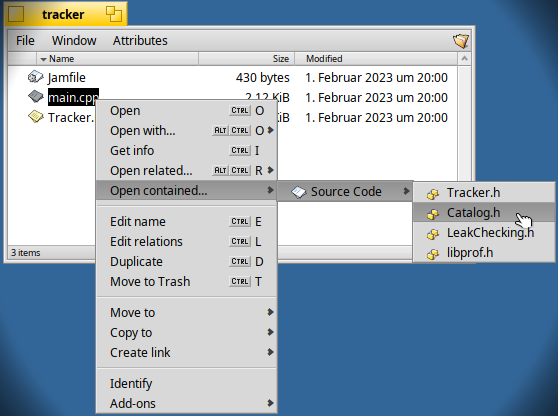 tracker
File Window Attributes
Name Size Modified
Jamfile 430 bytes 1. Februar 2023 um 20:00
main.cpp 2.12 KiB 1. Februar 2023 um 20:00
Tracker. KiB 1. Februar 2023 um 20:00
Open CTRL O
Open with... ALT CTRL O
Get info CTRL I
Open related... ALT CTRL R
Open contained...
Source Code
Tracker.h
Catalog.h
LeakChecking.h
libprof.h
Edit name CTRL E
Edit relations CTRL L
Duplicate CTRL D
Move to Trash CTRL T
Move to
Copy to
Create link
Identify
Add-ons
3 items